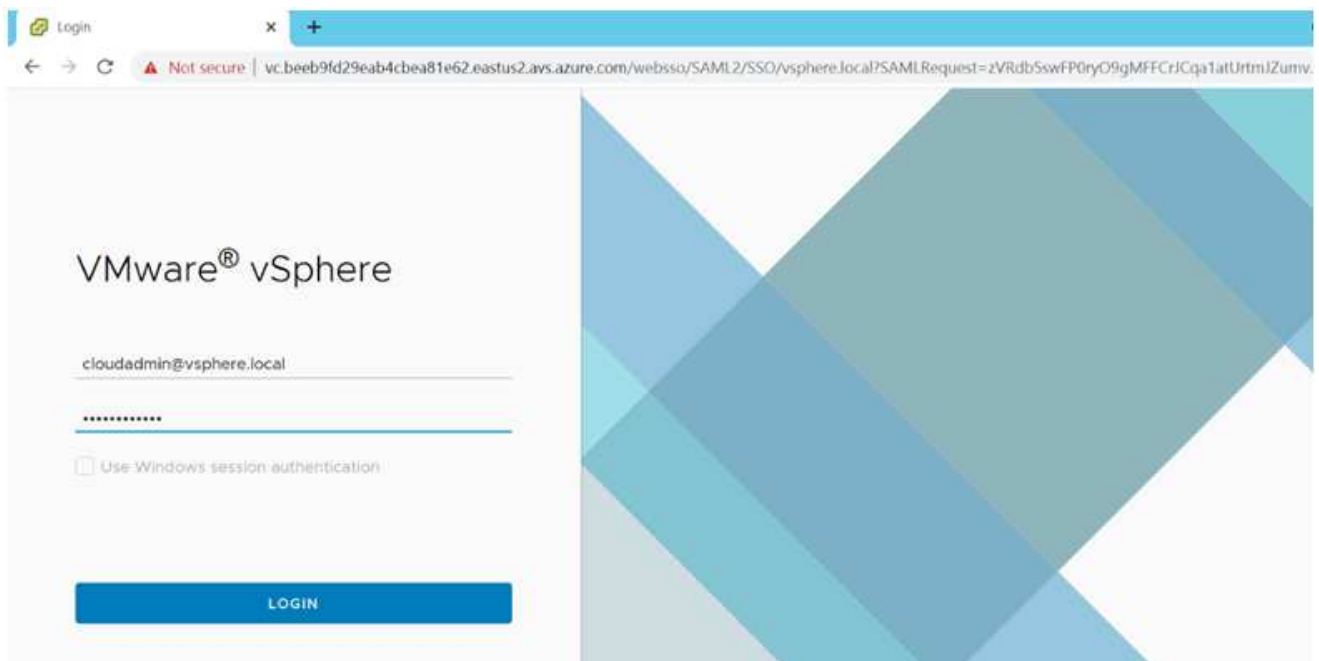 Login
Not secure | vc.beeb9fd29eab4cbea81e62.eastus2.avs.azure.com/websso/SAML2/SSO/vsphere.local?SAMLRequest=
VMware® vSphere
cloudadmin@vsphere.local
••••••••••••
Use Windows session authentication
LOGIN